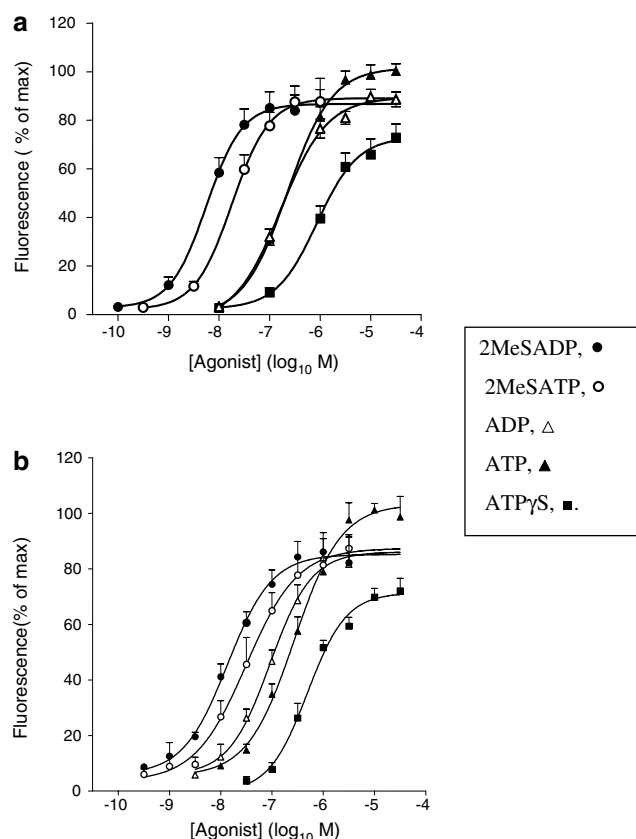 a
120
100
80
60
40
20
0
Fluorescence ( % of max)
-10 -9 -8 -7 -6 -5 -4
[Agonist] (log10 M)
2MeSADP, ●
2MeSATP, ○
ADP, △
ATP, ▲
ATPγS, ■.
b
120
100
80
60
40
20
0
Fluorescence(% of max)
-10 -9 -8 -7 -6 -5 -4
[Agonist] (log10 M)